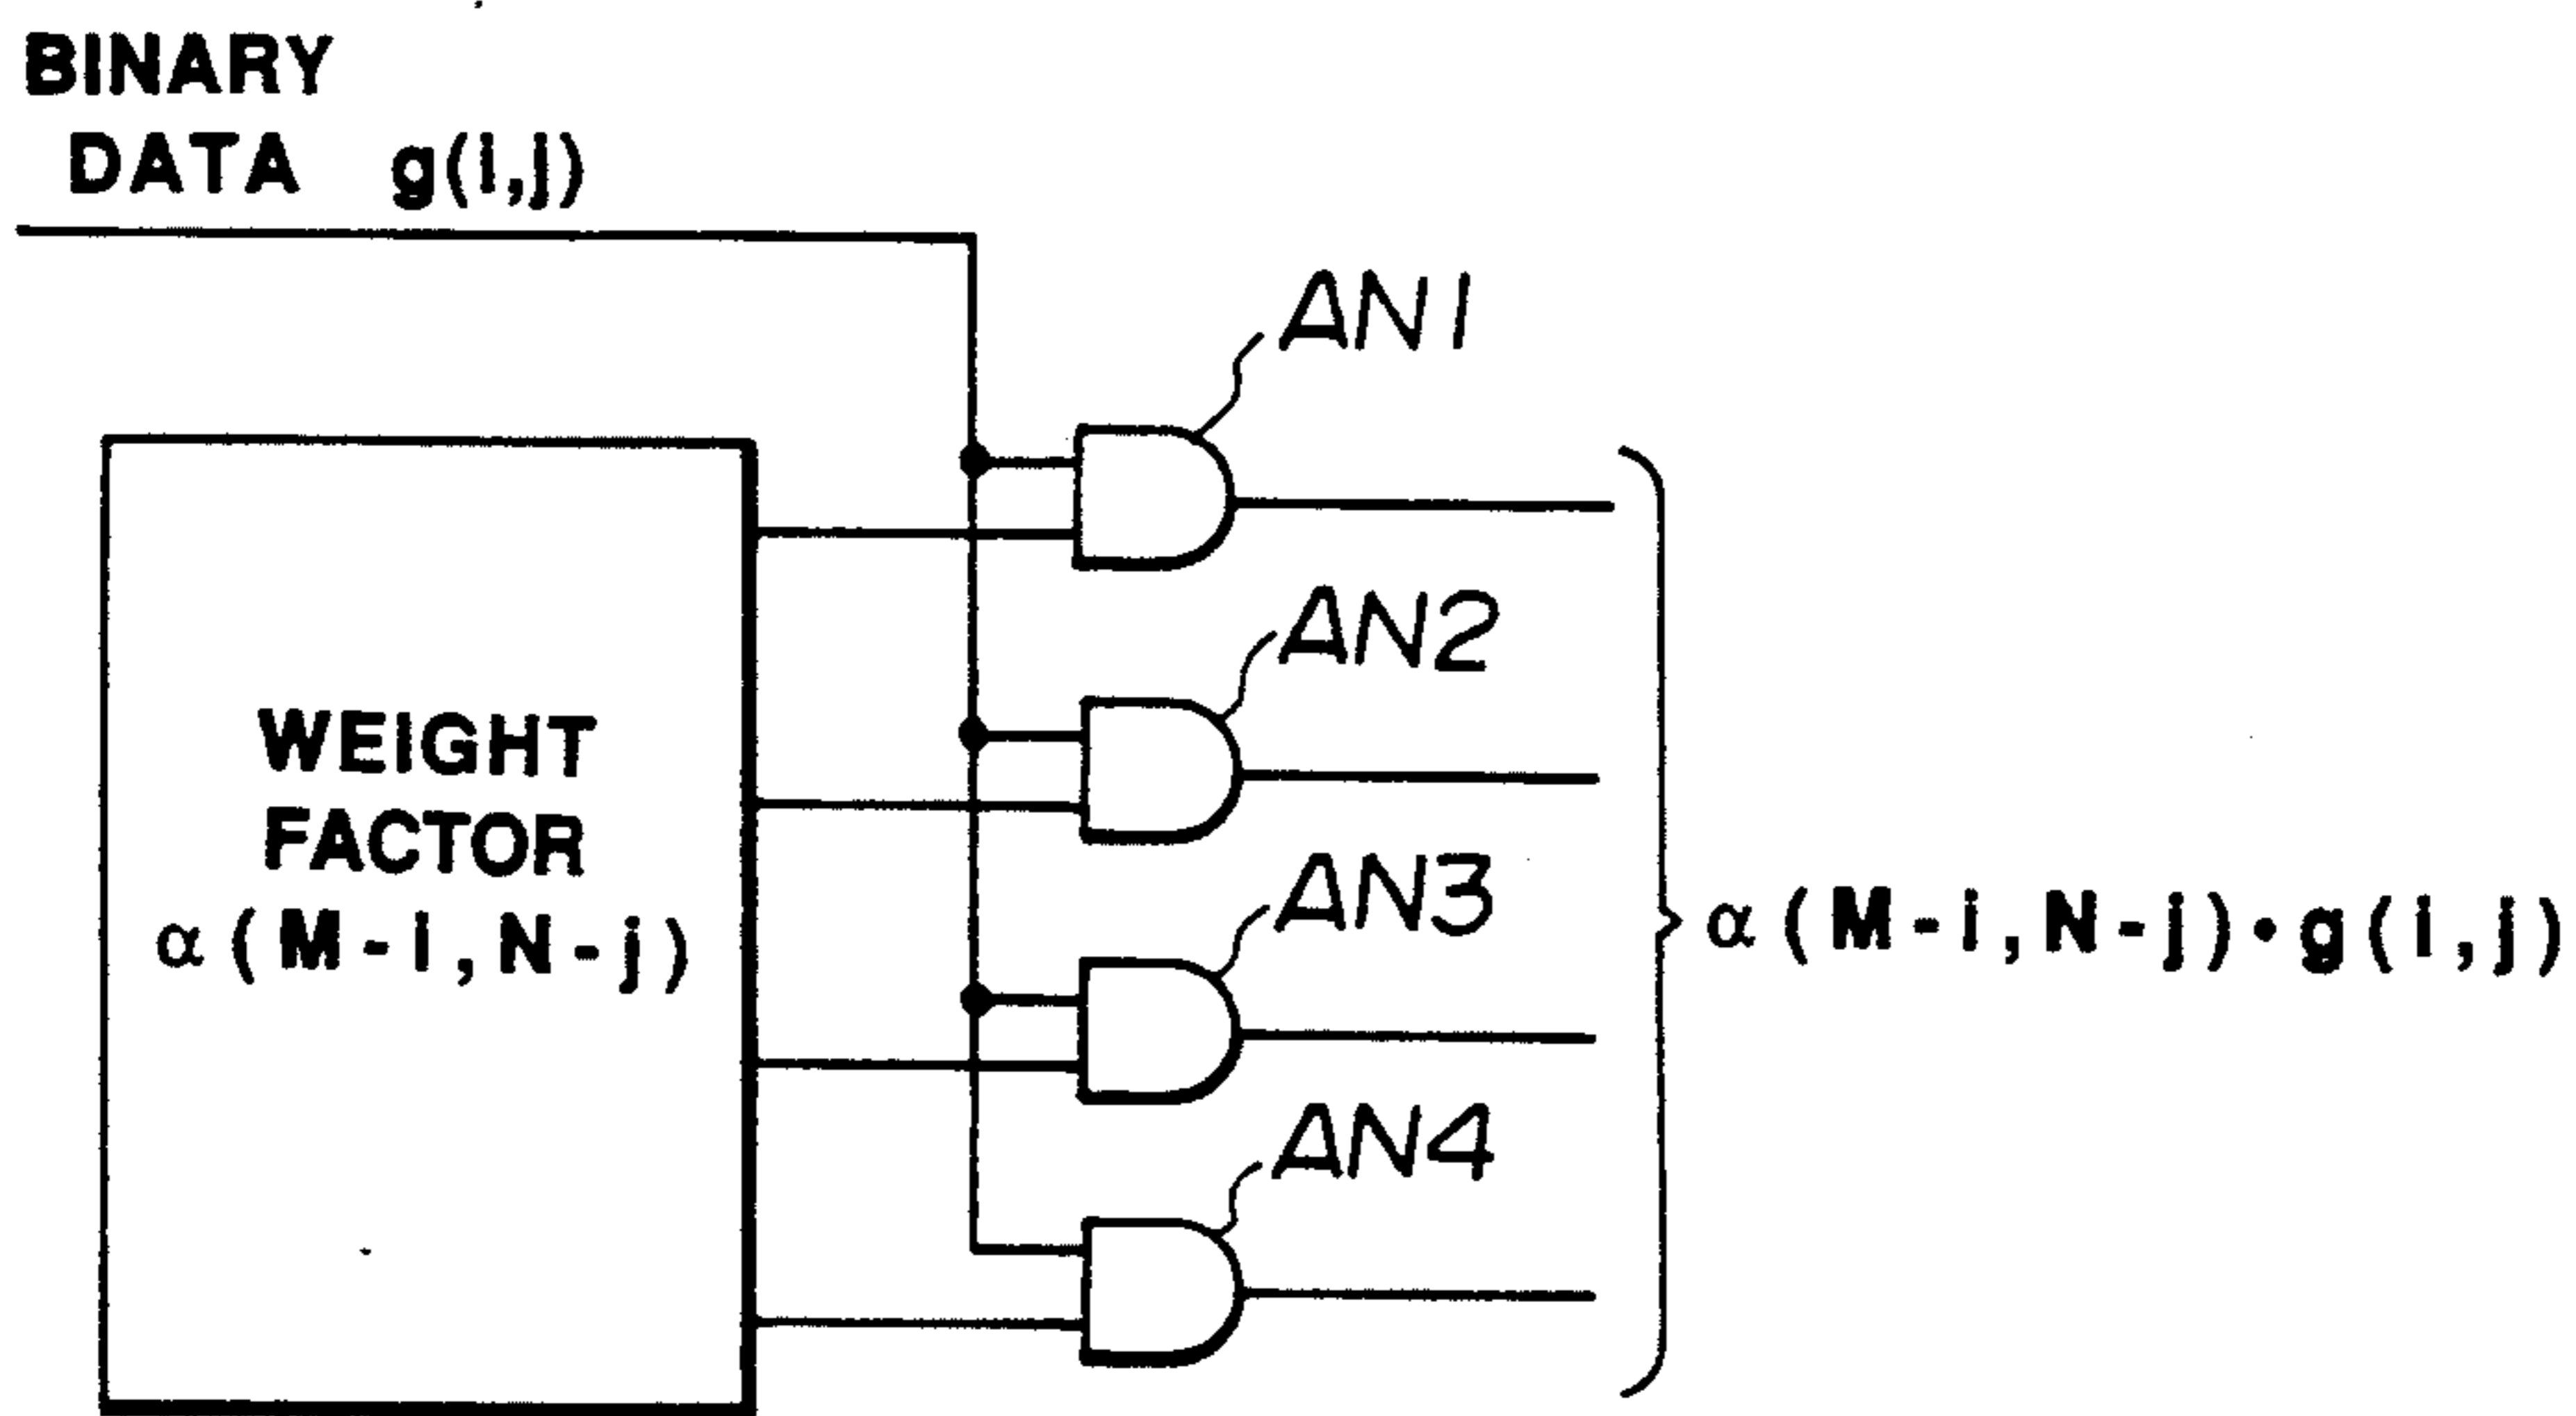 BINARY
DATA g(i,j)
AN1
AN2
WEIGHT
FACTOR
α(M-i,N-j)
AN3
α(M-i,N-j)•g(i,j)
AN4